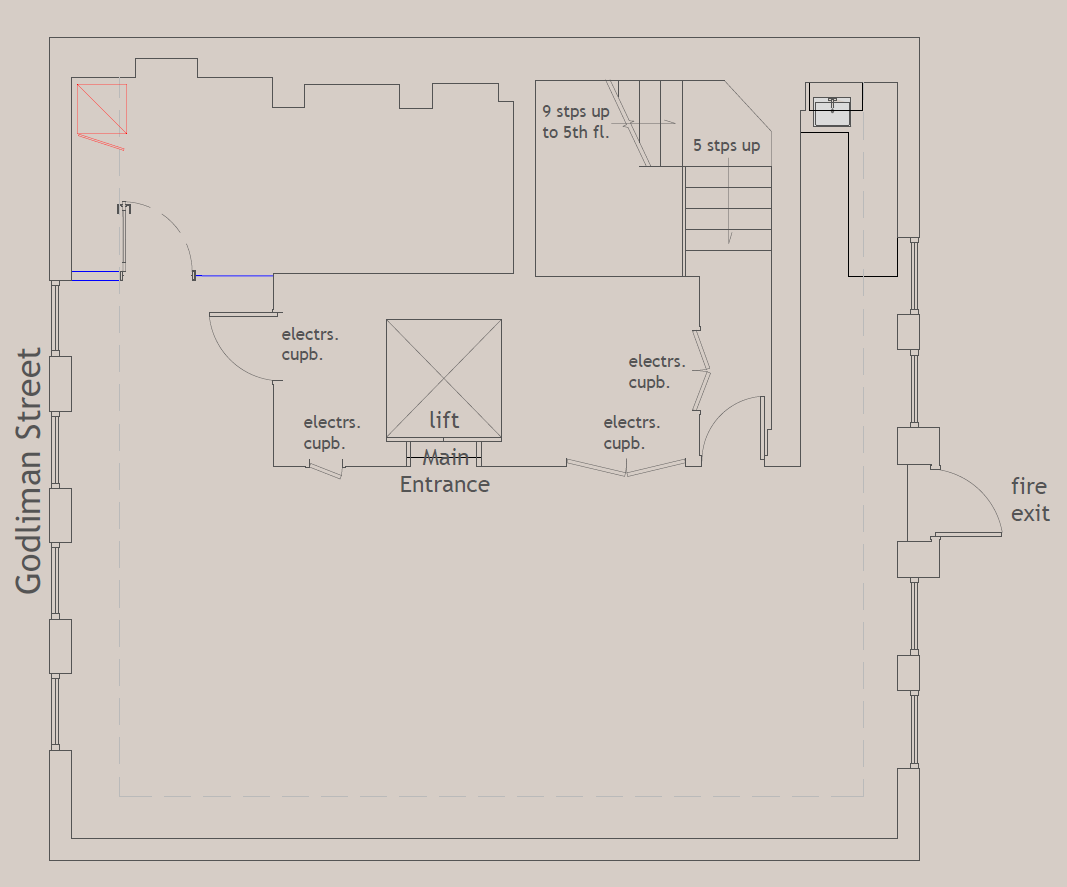 9 stps up
to 5th fl.
5 stps up
electrs.
cupb.
electrs.
cupb.
electrs.
cupb.
lift
electrs.
cupb.
Main
Entrance
Godliman Street
fire
exit